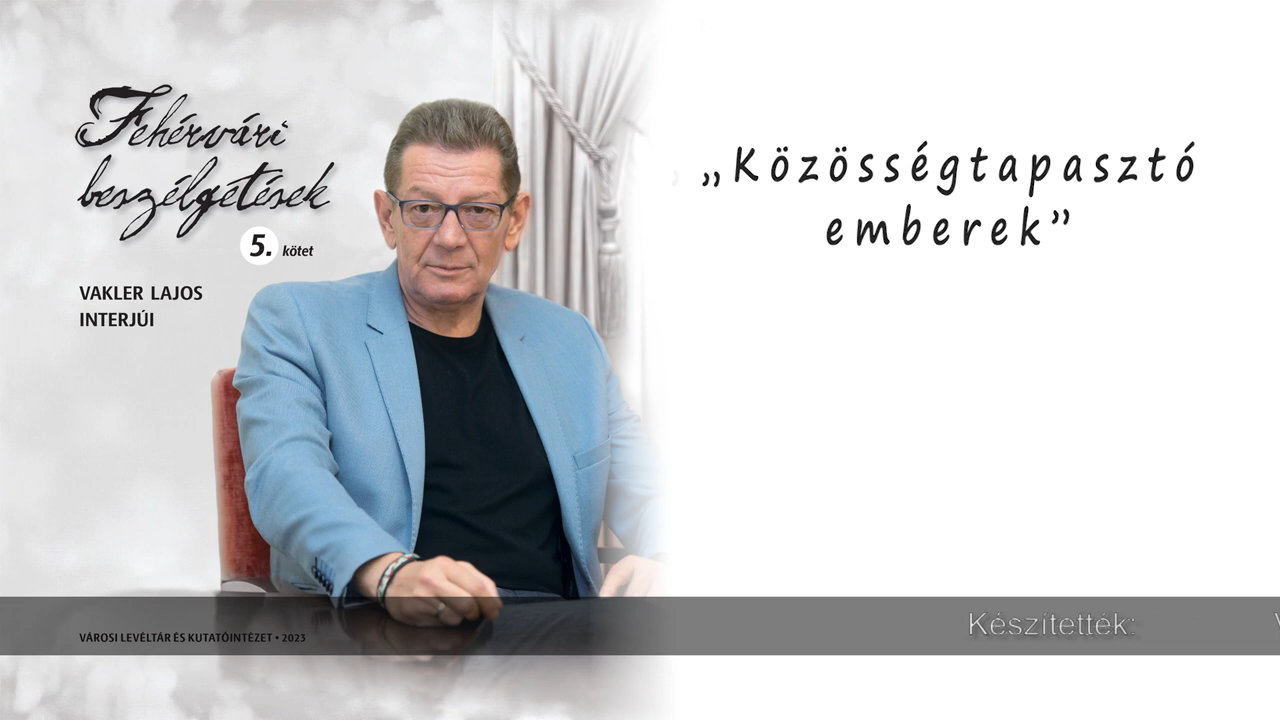 Fehérvári
beszélgetések
5. kötet
VAKLER LAJOS
INTERJÚI
„Közösségtapasztó
emberek”
Készítették:
VÁROSI LEVÉLTÁR ÉS KUTATÓINTÉZET • 2023